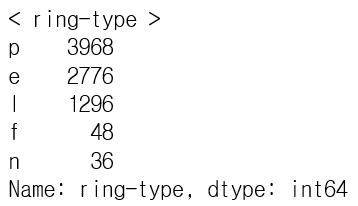 < ring-type >
p    3968
e    2776
l    1296
f      48
n      36
Name: ring-type, dtype: int64